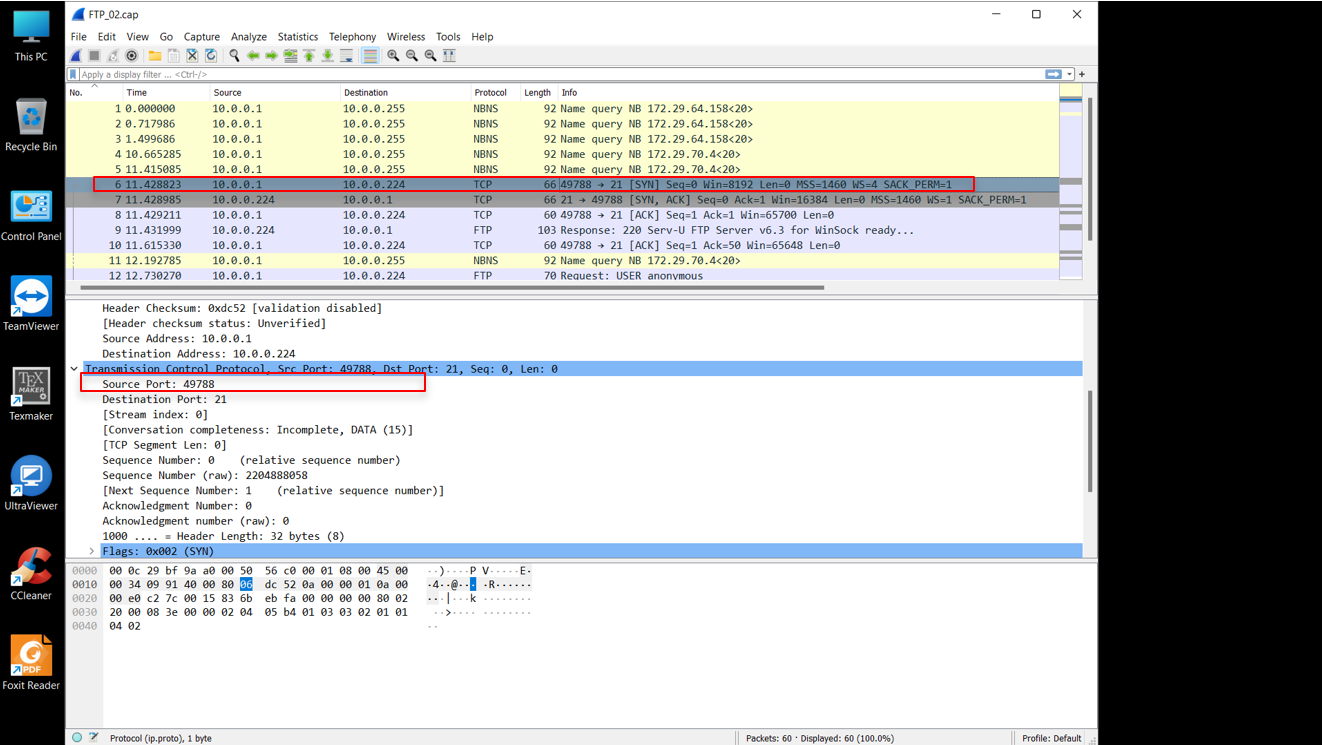 This PC
Recycle Bin
Control Panel
TeamViewer
TEX
MAKER
Texmaker
UltraViewer
CCleaner
PDF
Foxit Reader
FTP_02.cap
File Edit View Go Capture Analyze Statistics Telephony Wireless Tools Help
Apply a display filter ... <Ctrl-/>
No. Time Source Destination Protocol Length Info
1 0.000000 10.0.0.1 10.0.0.255 NBNS 92 Name query NB 172.29.64.158<20>
2 0.717986 10.0.0.1 10.0.0.255 NBNS 92 Name query NB 172.29.64.158<20>
3 1.499686 10.0.0.1 10.0.0.255 NBNS 92 Name query NB 172.29.64.158<20>
4 10.665285 10.0.0.1 10.0.0.255 NBNS 92 Name query NB 172.29.70.4<20>
5 11.415085 10.0.0.1 10.0.0.255 NBNS 92 Name query NB 172.29.70.4<20>
6 11.428823 10.0.0.1 10.0.0.224 TCP 66 49788 → 21 [SYN] Seq=0 Win=8192 Len=0 MSS=1460 WS=4 SACK_PERM=1
7 11.428985 10.0.0.224 10.0.0.1 TCP 66 21 → 49788 [SYN, ACK] Seq=0 Ack=1 Win=16384 Len=0 MSS=1460 WS=1 SACK_PERM=1
8 11.429211 10.0.0.1 10.0.0.224 TCP 60 49788 → 21 [ACK] Seq=1 Ack=1 Win=65700 Len=0
9 11.431999 10.0.0.224 10.0.0.1 FTP 103 Response: 220 Serv-U FTP Server v6.3 for WinSock ready...
10 11.615330 10.0.0.1 10.0.0.224 TCP 60 49788 → 21 [ACK] Seq=1 Ack=50 Win=65648 Len=0
11 12.192785 10.0.0.1 10.0.0.255 NBNS 92 Name query NB 172.29.70.4<20>
12 12.730270 10.0.0.1 10.0.0.224 FTP 70 Request: USER anonymous
Header Checksum: 0xdc52 [validation disabled]
[Header checksum status: Unverified]
Source Address: 10.0.0.1
Destination Address: 10.0.0.224
Transmission Control Protocol, Src Port: 49788, Dst Port: 21, Seq: 0, Len: 0
Source Port: 49788
Destination Port: 21
[Stream index: 0]
[Conversation completeness: Incomplete, DATA (15)]
[TCP Segment Len: 0]
Sequence Number: 0 (relative sequence number)
Sequence Number (raw): 2204888058
[Next Sequence Number: 1 (relative sequence number)]
Acknowledgment Number: 0
Acknowledgment number (raw): 0
1000 .... = Header Length: 32 bytes (8)
Flags: 0x002 (SYN)
0000 00 0c 29 bf 9a a0 00 50 56 c0 00 01 08 00 45 00 ··)····P V·····E·
0010 00 34 09 91 40 00 80 06 dc 52 0a 00 00 01 0a 00 ·4··@··· ·R······
0020 00 e0 c2 7c 00 15 83 6b eb fa 00 00 00 00 80 02 ···|···k ········
0030 20 00 08 3e 00 00 02 04 05 b4 01 03 03 02 01 01 ··>···· ········
0040 04 02 ··
Protocol (ip.proto), 1 byte
Packets: 60 · Displayed: 60 (100.0%)
Profile: Default